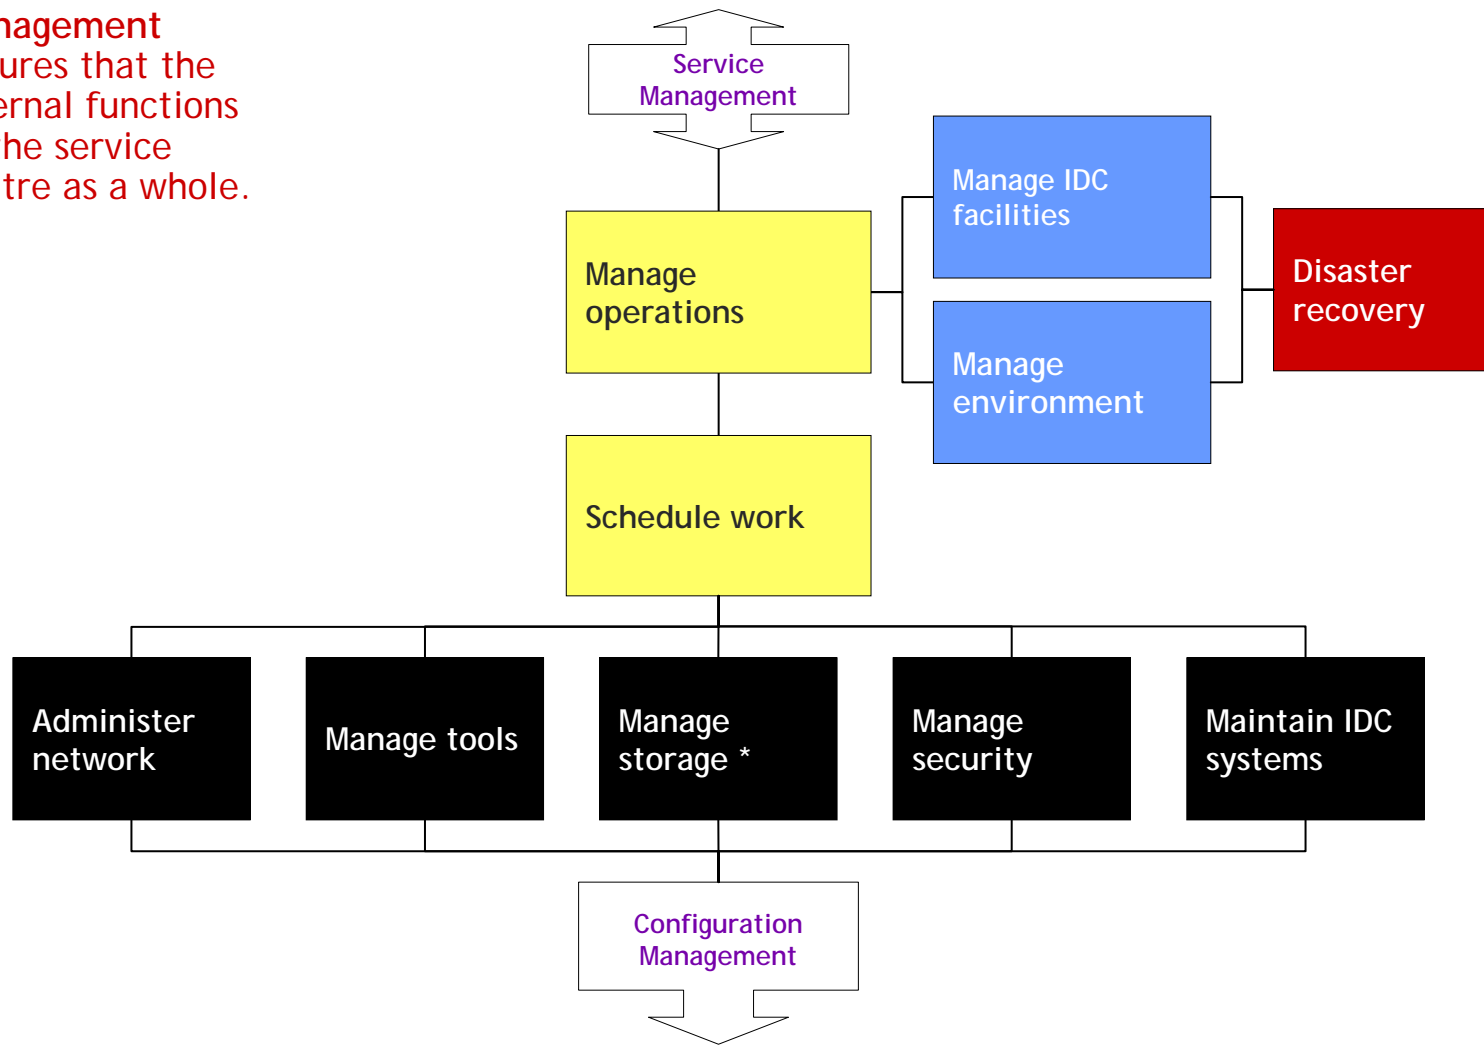 nagement
ures that the
ernal functions
he service
tre as a whole.
Service
Management
Manage IDC
facilities
Manage
operations
Disaster
recovery
Manage
environment
Schedule work
Administer
network
Manage tools
Manage
storage *
Manage
security
Maintain IDC
systems
Configuration
Management